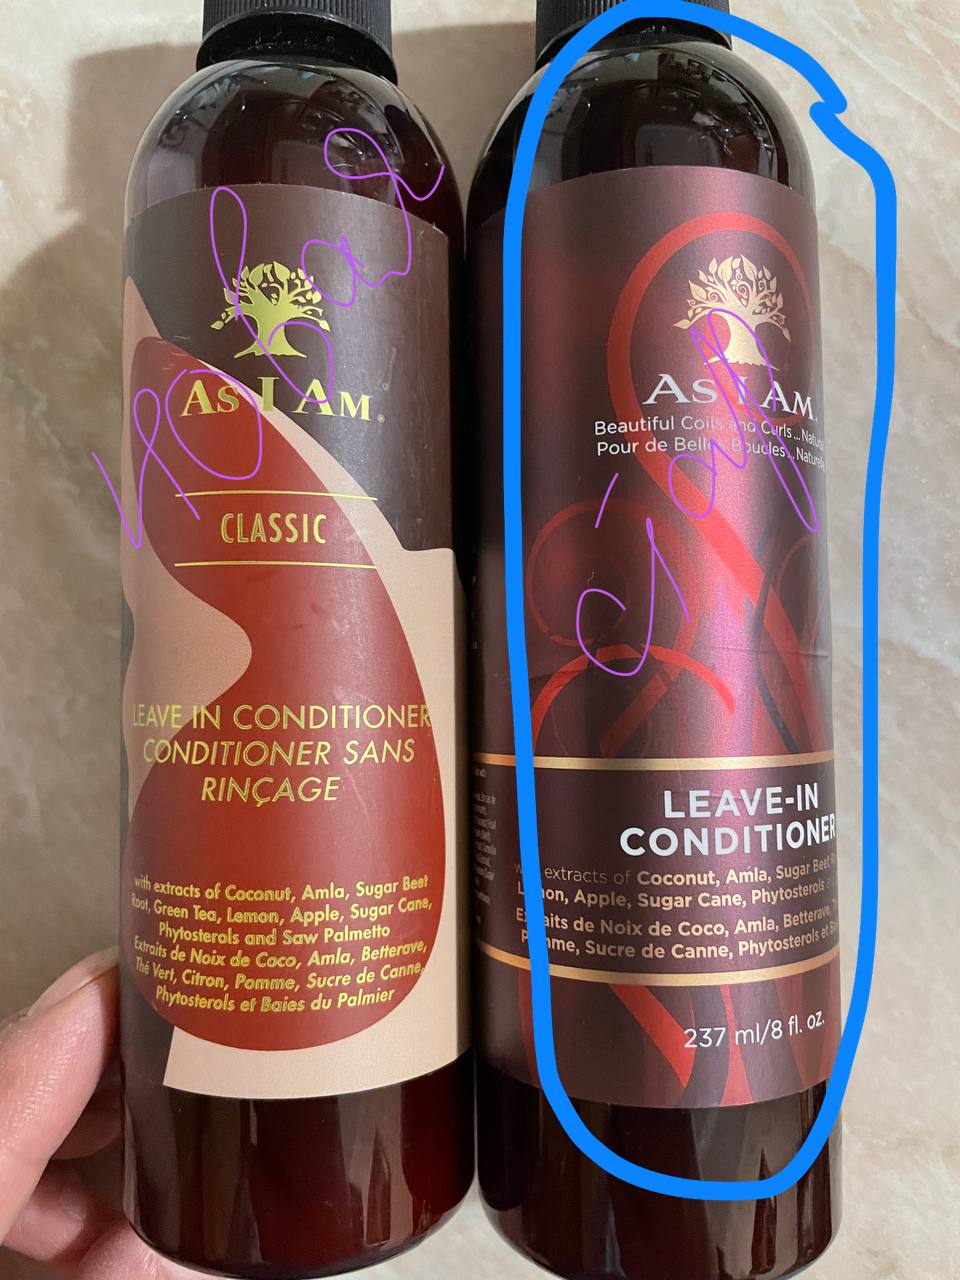 новая
AS I AM®
CLASSIC
LEAVE IN CONDITIONER
CONDITIONER SANS
RINÇAGE
with extracts of Coconut, Amla, Sugar Beet
Root, Green Tea, Lemon, Apple, Sugar Cane,
Phytosterols and Saw Palmetto
Extraits de Noix de Coco, Amla, Betterave,
Thé Vert, Citron, Pomme, Sucre de Canne,
Phytosterols et Baies du Palmier
AS I AM
Beautiful Coils and Curls...
Pour de Belles Boucles...
LEAVE-IN
CONDITIONER
with extracts of Coconut, Amla, Sugar Beet
Lemon, Apple, Sugar Cane, Phytosterols
Extraits de Noix de Coco, Amla, Betterave,
Pomme, Sucre de Canne, Phytosterols et
237 ml/8 fl. oz.